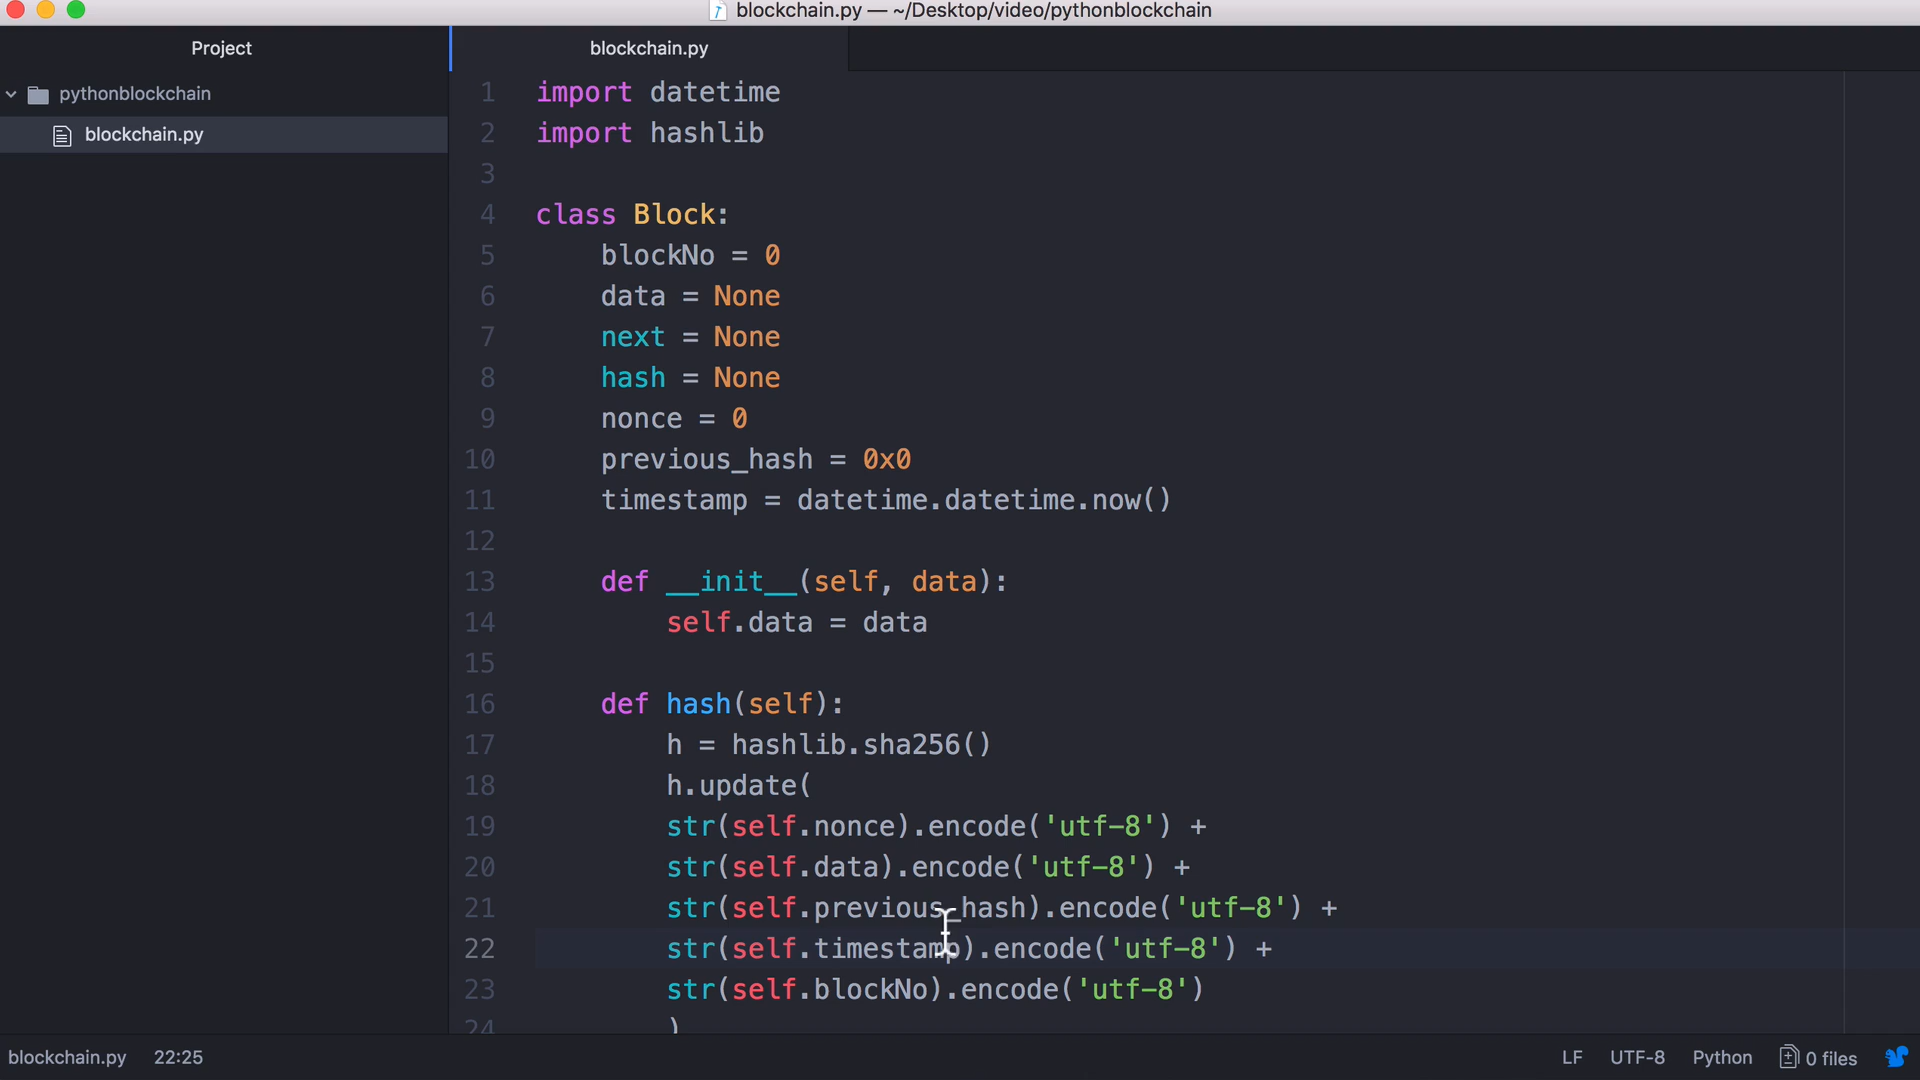 blockchain.py — ~/Desktop/video/pythonblockchain
Project
blockchain.py
pythonblockchain
blockchain.py
1 import datetime
2 import hashlib
3
4 class Block:
5     blockNo = 0
6     data = None
7     next = None
8     hash = None
9     nonce = 0
10     previous_hash = 0x0
11     timestamp = datetime.datetime.now()
12
13     def __init__(self, data):
14         self.data = data
15
16     def hash(self):
17         h = hashlib.sha256()
18         h.update(
19         str(self.nonce).encode('utf-8') +
20         str(self.data).encode('utf-8') +
21         str(self.previous_hash).encode('utf-8') +
22         str(self.timestamp).encode('utf-8') +
23         str(self.blockNo).encode('utf-8')
24         )
blockchain.py 22:25 LF UTF-8 Python 0 files